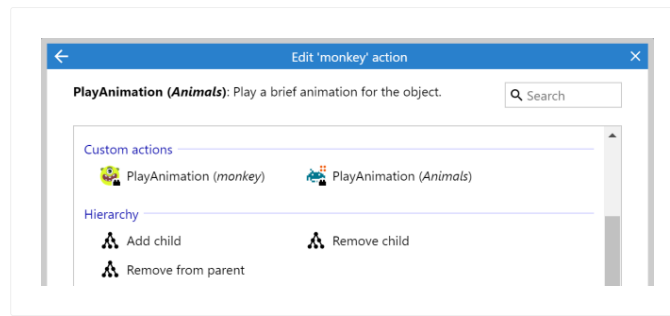 Edit 'monkey' action
PlayAnimation (Animals): Play a brief animation for the object.
Search
Custom actions
PlayAnimation (monkey) PlayAnimation (Animals)
Hierarchy
Add child Remove child
Remove from parent